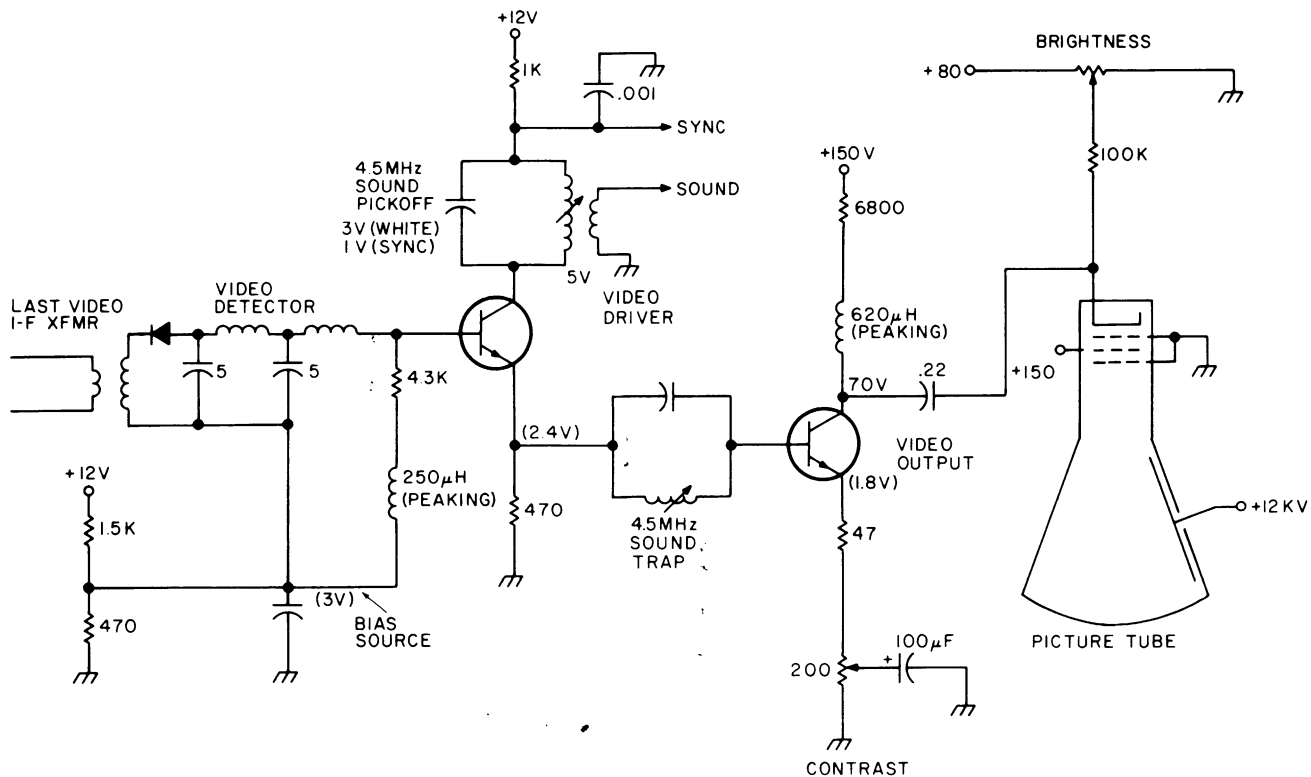 +12V
1K
.001
SYNC
4.5MHz
SOUND
PICKOFF
3V (WHITE)
1V (SYNC)
SOUND
5V
VIDEO
DRIVER
LAST VIDEO
I-F XFMR
VIDEO
DETECTOR
5
5
4.3K
250µH
(PEAKING)
+12V
1.5K
470
(3V)
BIAS
SOURCE
(2.4V)
470
4.5MHz
SOUND
TRAP
+150V
6800
620µH
(PEAKING)
70V
.22
VIDEO
OUTPUT
(1.8V)
47
200
+
100µF
CONTRAST
BRIGHTNESS
+80
100K
+150
+12KV
PICTURE TUBE